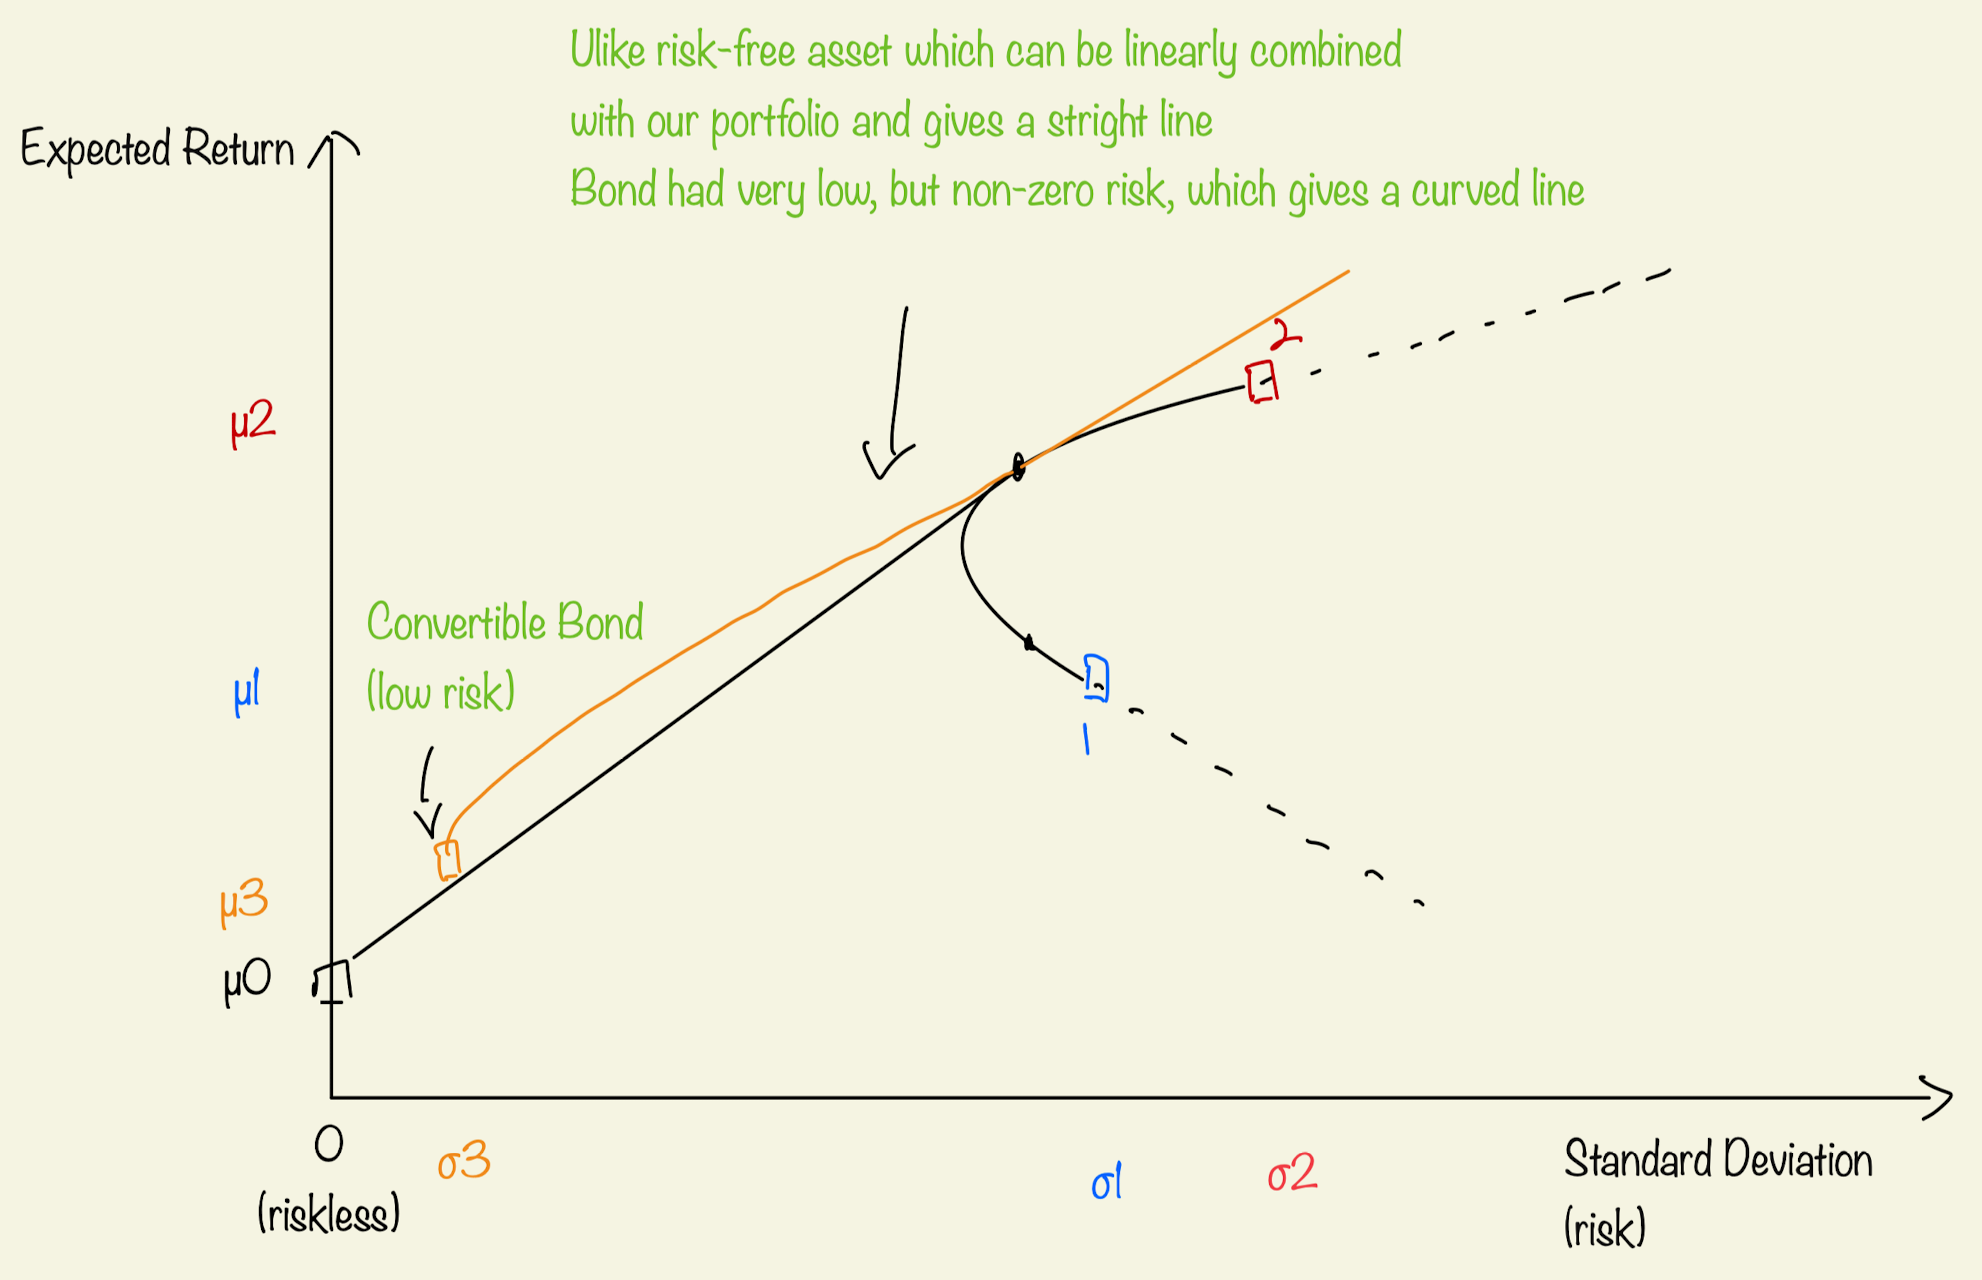 Ulike risk-free asset which can be linearly combined
with our portfolio and gives a stright line
Bond had very low, but non-zero risk, which gives a curved line
Expected Return
2
μ2
Convertible Bond
(low risk)
μ1
1
μ3
μ0
0
(riskless)
σ3
σ1
σ2
Standard Deviation
(risk)